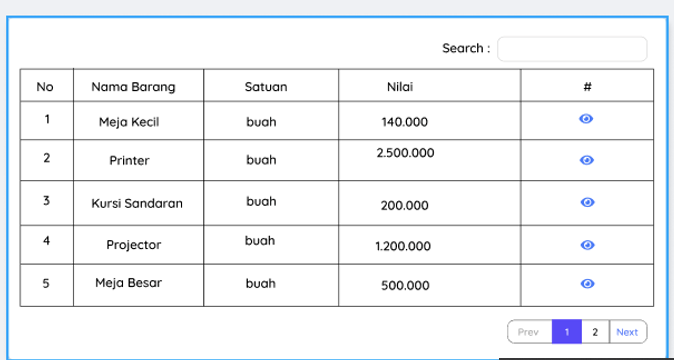 Search :
No Nama Barang Satuan Nilai #
1 Meja Kecil buah 140.000
2 Printer buah 2.500.000
3 Kursi Sandaran buah 200.000
4 Projector buah 1.200.000
5 Meja Besar buah 500.000
Prev 1 2 Next